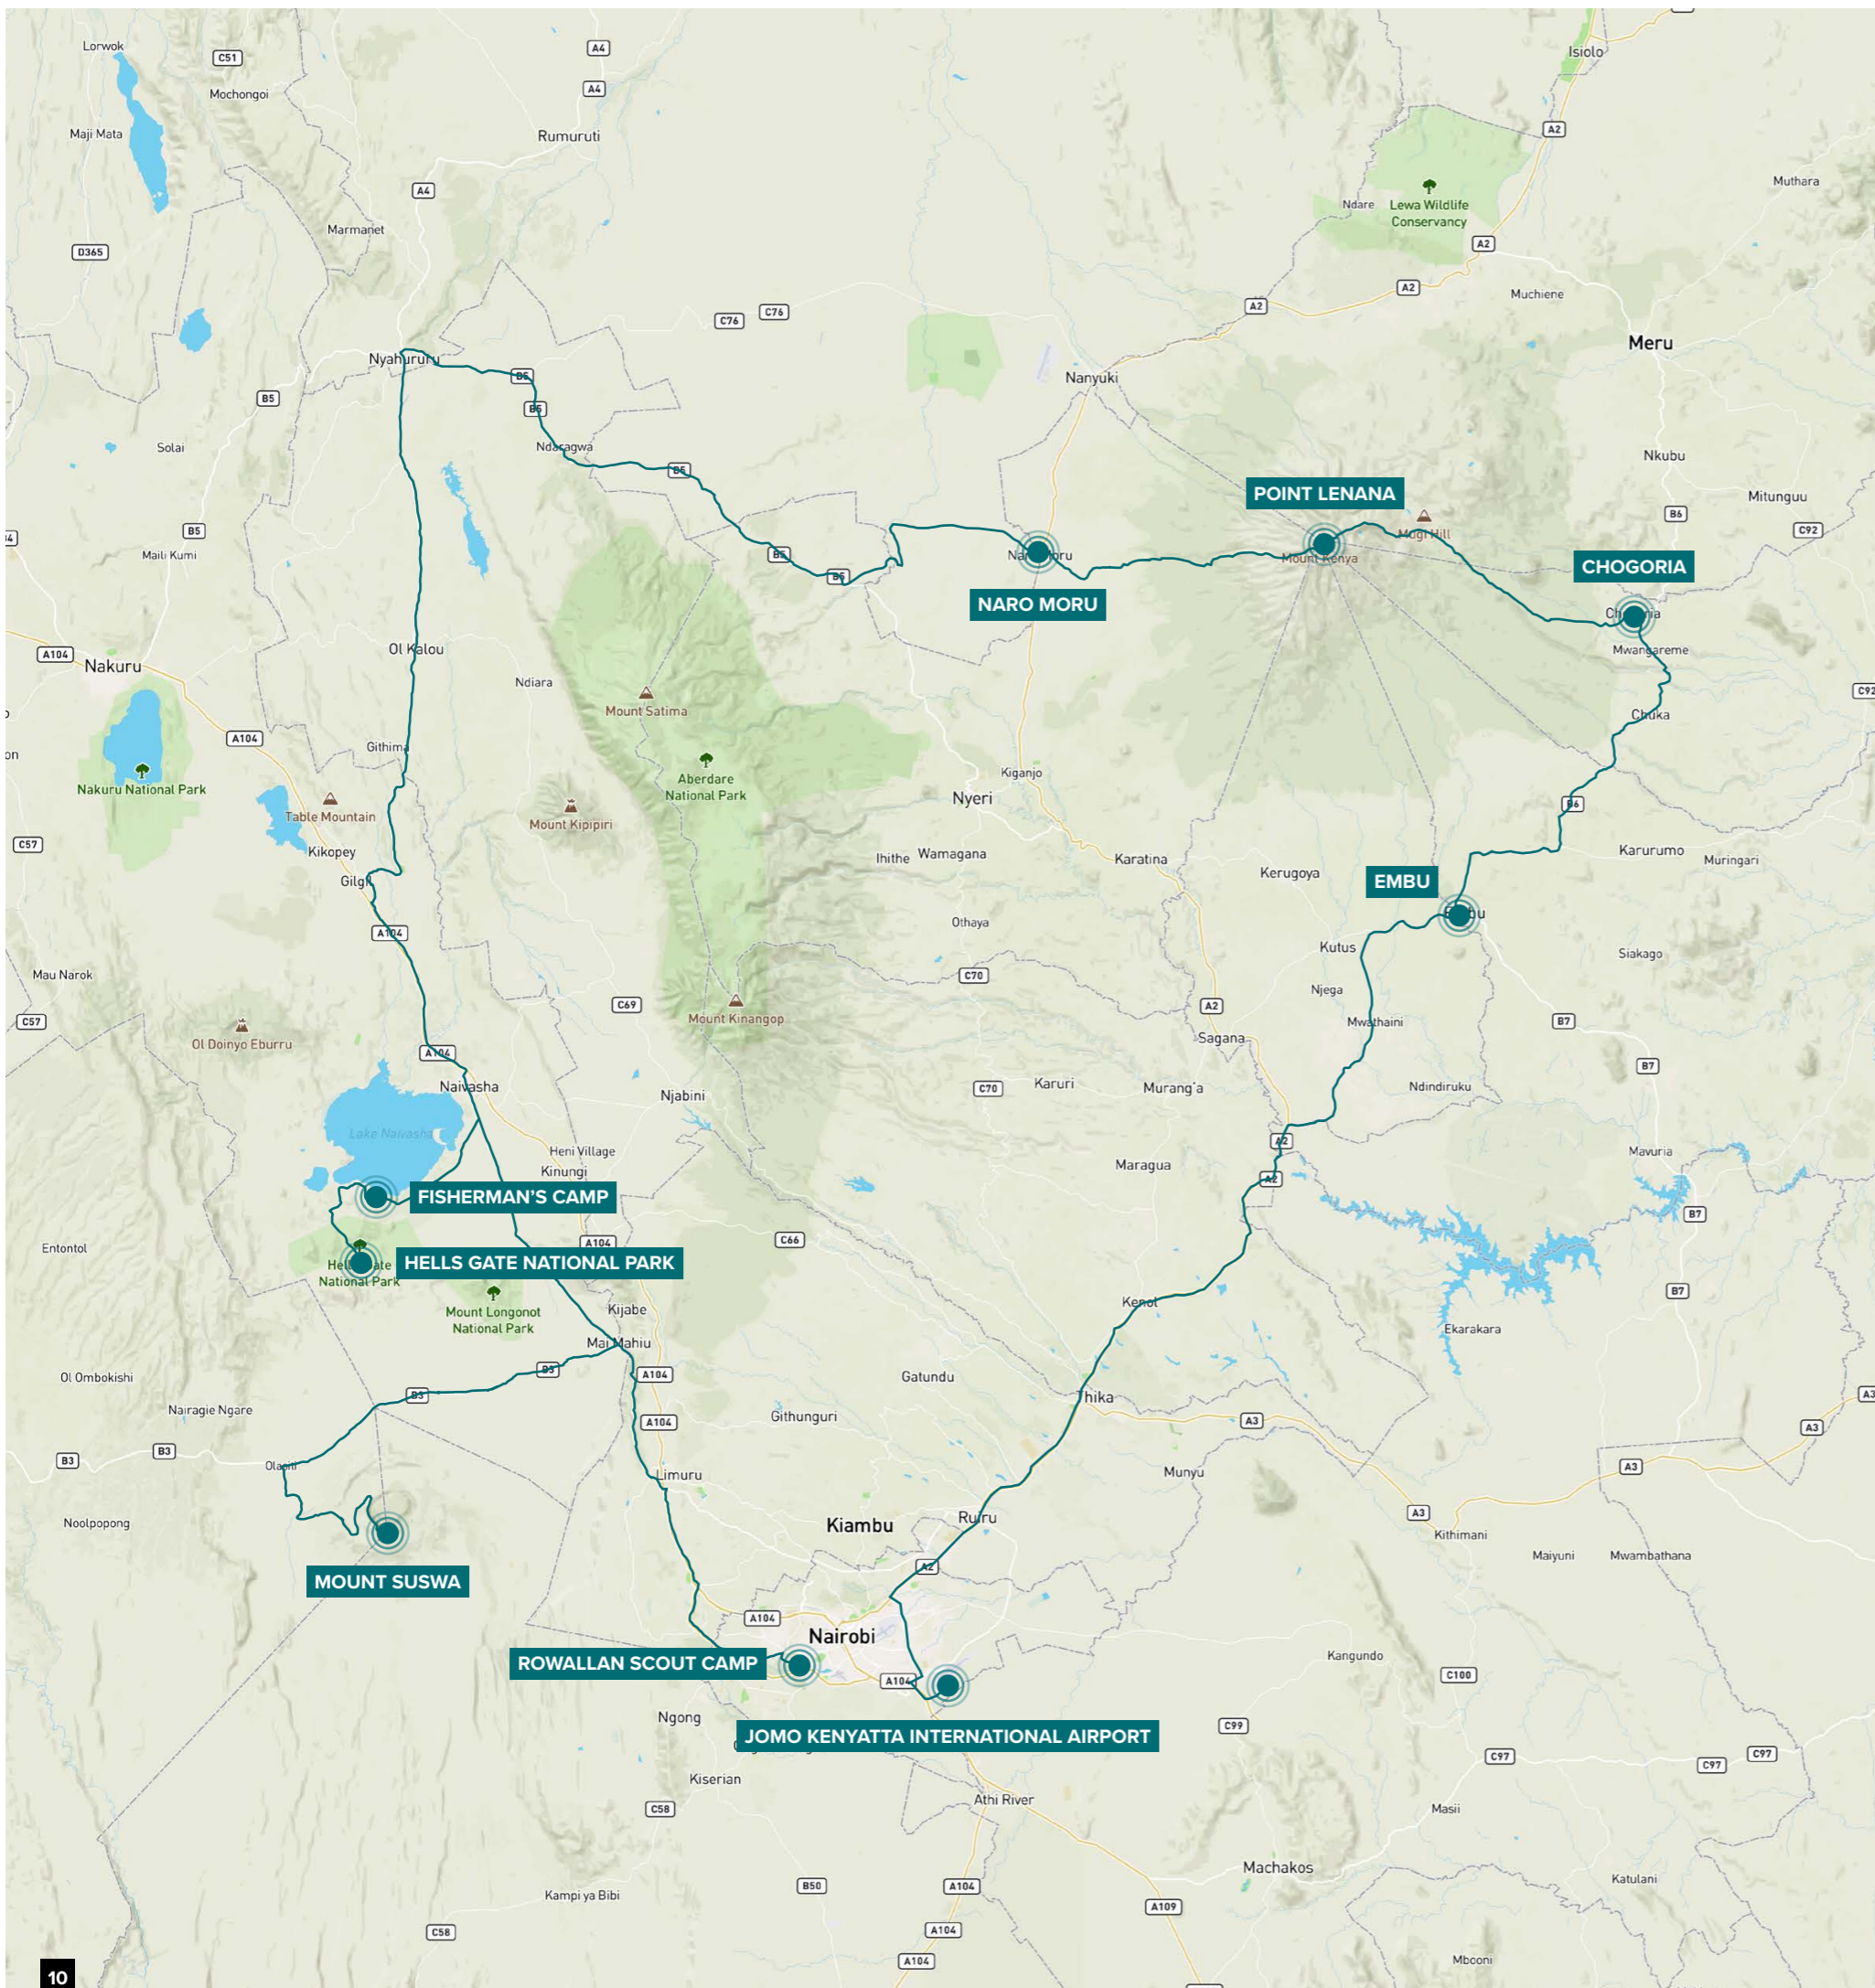 Lorwok
C51
A4
Isiolo
Mochongoi
A4
Maji Mata
Rumuruti
A2
A4
Muthara
Ndare
Lewa Wildlife
Conservancy
Marmanet
D365
A2
A2
Muchiene
A2
C76
C76
Meru
Nyahururu
B5
Nanyuki
B5
B5
Solai
Ndaragwa
Nkubu
B5
POINT LENANA
Mitunguu
B6
B5
C92
Mugi Hill
Maili Kumi
B5
Mount Kenya
CHOGORIA
B5
NARO MORU
Ol Kalou
Mwangareme
A104
Nakuru
Ndiara
C92
Mount Satima
Chuka
A104
Githima
Nakuru National Park
Aberdare
National Park
Kiganjo
Nyeri
B6
Table Mountain
Mount Kipipiri
C57
Kikopey
Ihithe
Wamagana
Karatina
Karurumo
Muringari
Gilgil
Kerugoya
EMBU
Othaya
A104
Kutus
Siakago
Mau Narok
C70
Njega
C69
A2
C57
Mount Kinangop
Mwathaini
B7
Ol Doinyo Eburru
Sagana
A104
B7
Naivasha
Njabini
C70
Karuri
Murang'a
Ndindiruku
Lake Naivasha
A2
Heni Village
Mavuria
Kinungi
Maragua
A2
FISHERMAN'S CAMP
B7
Entontol
A104
C66
HELLS GATE NATIONAL PARK
National Park
B7
Mount Longonot
National Park
Kijabe
Kenol
Ekarakara
Mai Mahiu
Ol Ombokishi
B3
A104
Gatundu
B3
Thika
A3
Nairagie Ngare
Githunguri
A104
A3
A3
B3
B3
Limuru
Munyu
A3
Noolpopong
Kiambu
Ruiru
A3
Kithimani
Maiyuni
Mwambathana
A2
MOUNT SUSWA
A104
Nairobi
ROWALLAN SCOUT CAMP
Kangundo
A104
C100
Ngong
JOMO KENYATTA INTERNATIONAL AIRPORT
C99
C97
C97
C97
Kiserian
Athi River
C58
Masii
Machakos
Kampi ya Bibi
B50
A104
Katulani
A109
C58
A104
A104
Mbooni
10